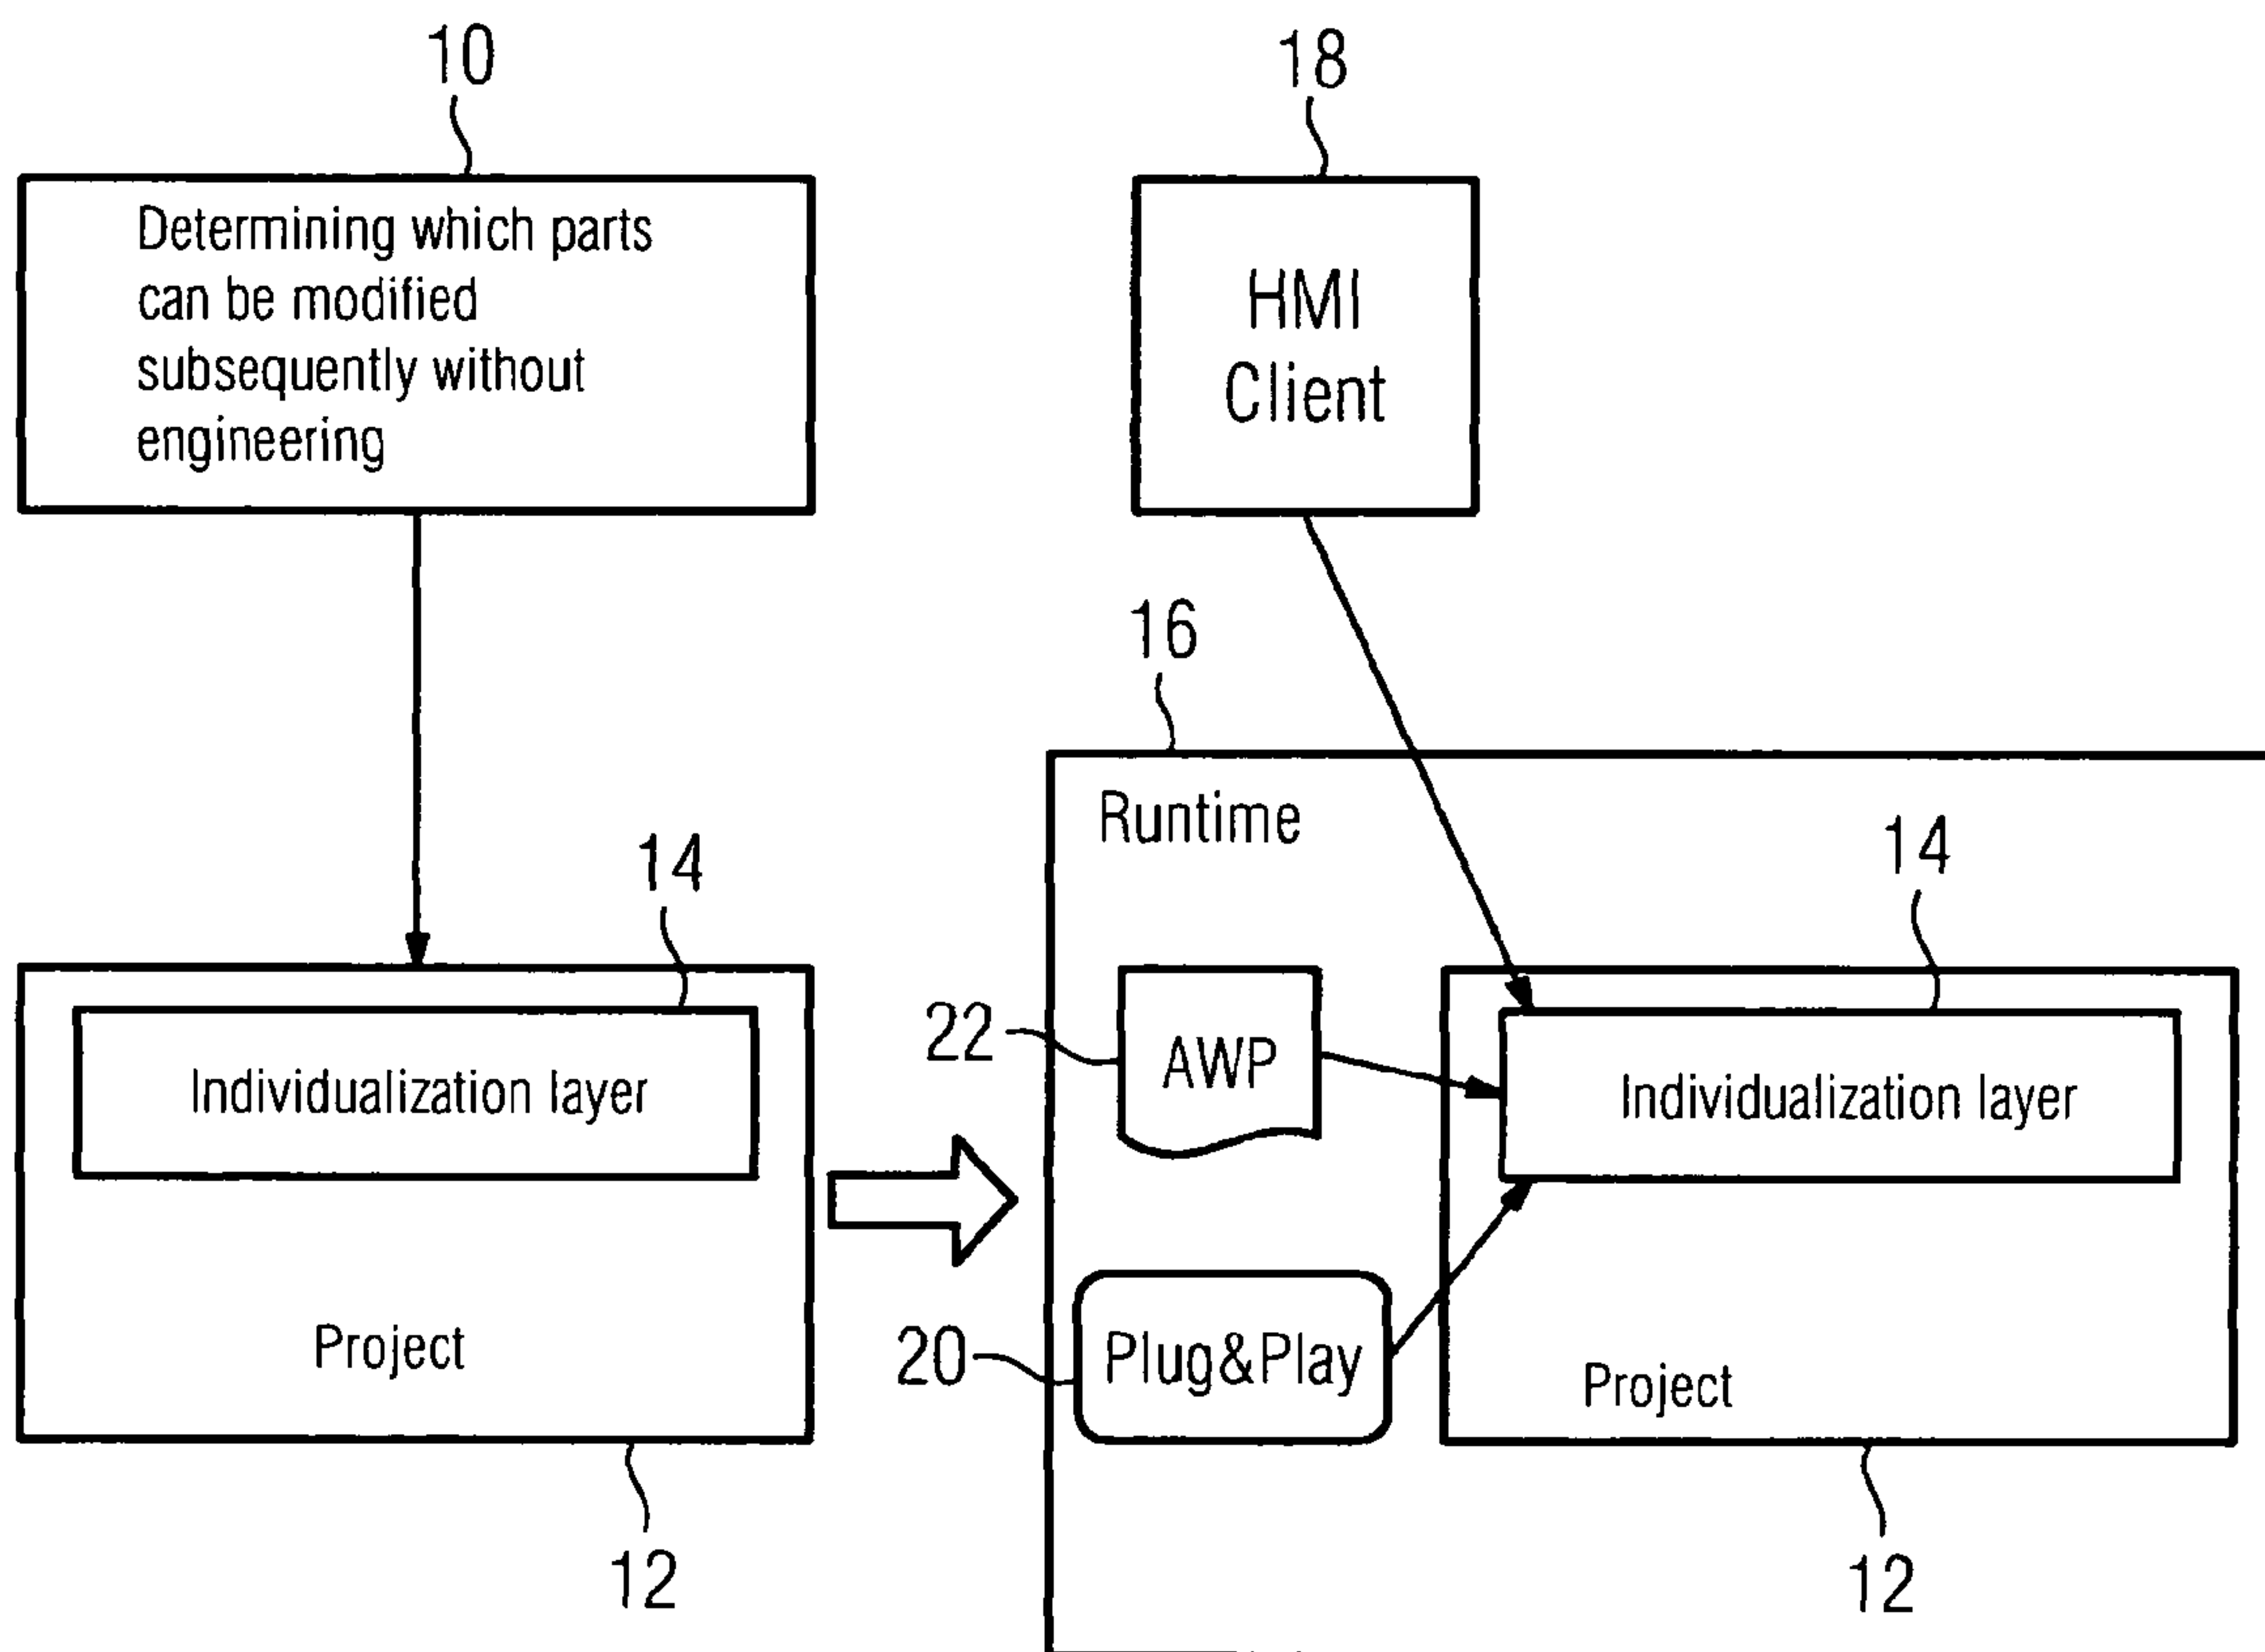 10
18
Determining which parts
can be modified
subsequently without
engineering
HMI
Client
16
Runtime
14
14
22
AWP
Individualization layer
Individualization layer
20
Plug&Play
Project
Project
12
12